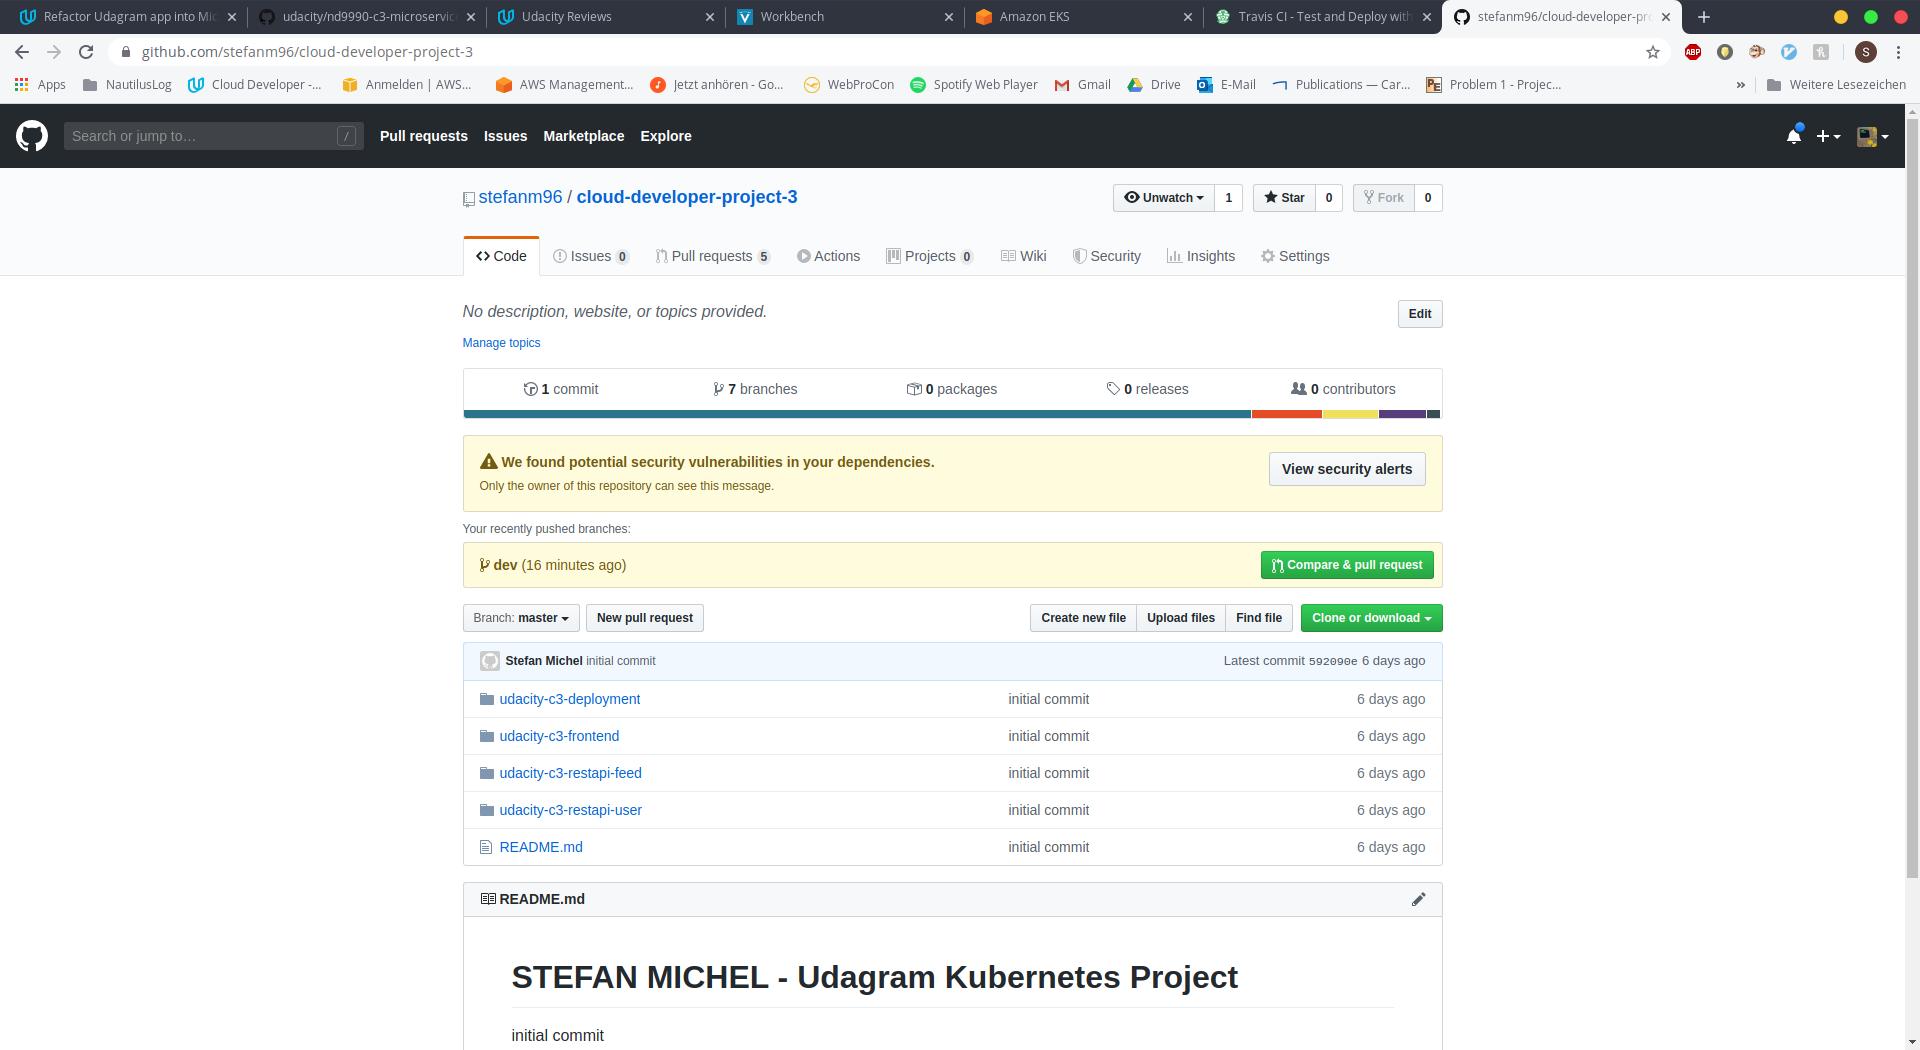 Refactor Udagram app into Mic
udacity/nd9990-c3-microservic
Udacity Reviews
Workbench
Amazon EKS
Travis CI - Test and Deploy with
stefanm96/cloud-developer-pro
github.com/stefanm96/cloud-developer-project-3
ABP
S
Apps
NautilusLog
Cloud Developer -...
Anmelden | AWS...
AWS Management...
Jetzt anhören - Go...
WebProCon
Spotify Web Player
Gmail
Drive
E-Mail
Publications — Car...
Problem 1 - Projec...
»
Weitere Lesezeichen
Search or jump to…
/
Pull requests
Issues
Marketplace
Explore
stefanm96 / cloud-developer-project-3
Unwatch 1
Star 0
Fork 0
Code
Issues 0
Pull requests 5
Actions
Projects 0
Wiki
Security
Insights
Settings
No description, website, or topics provided.
Edit
Manage topics
1 commit
7 branches
0 packages
0 releases
0 contributors
We found potential security vulnerabilities in your dependencies.
Only the owner of this repository can see this message.
View security alerts
Your recently pushed branches:
dev (16 minutes ago)
Compare & pull request
Branch: master
New pull request
Create new file
Upload files
Find file
Clone or download
Stefan Michel initial commit
Latest commit 592090e 6 days ago
udacity-c3-deployment initial commit 6 days ago
udacity-c3-frontend initial commit 6 days ago
udacity-c3-restapi-feed initial commit 6 days ago
udacity-c3-restapi-user initial commit 6 days ago
README.md initial commit 6 days ago
README.md
STEFAN MICHEL - Udagram Kubernetes Project
initial commit